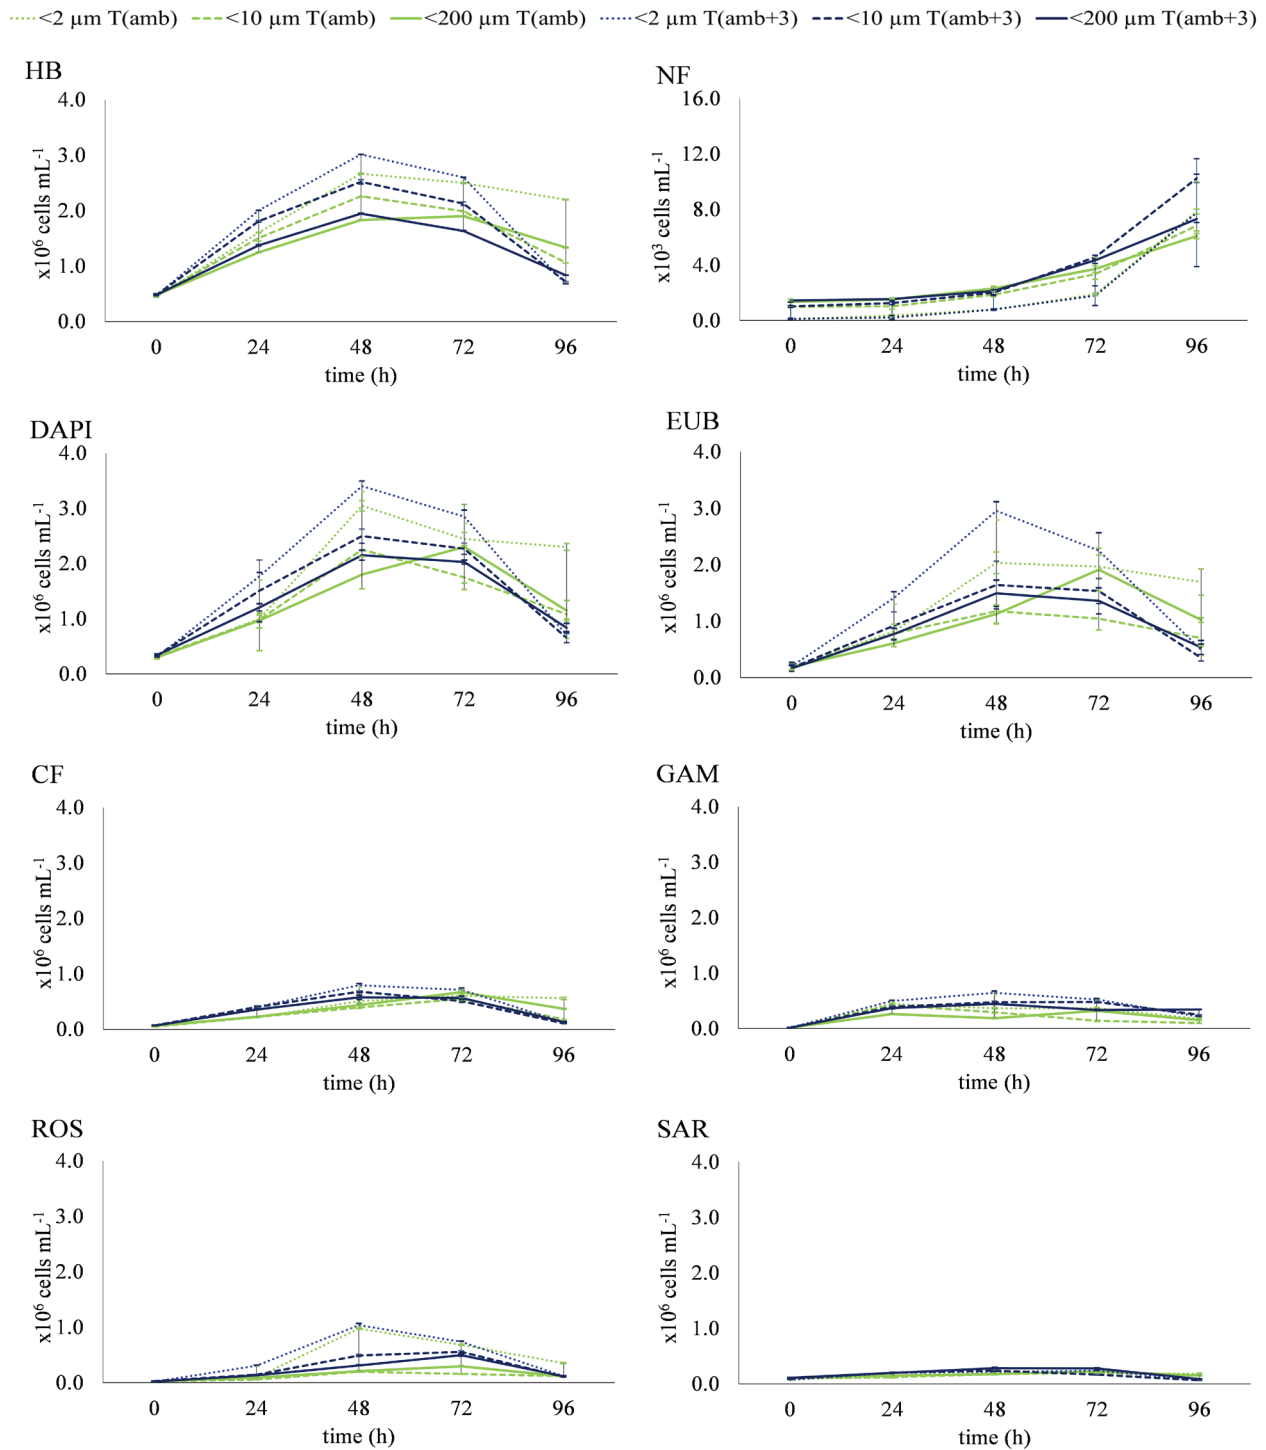 <2 µm T(amb) <10 µm T(amb) <200 µm T(amb) <2 µm T(amb+3) <10 µm T(amb+3) <200 µm T(amb+3)
HB
x10⁶ cells mL⁻¹
4.0
3.0
2.0
1.0
0.0
0 24 48 72 96
time (h)
NF
x10³ cells mL⁻¹
16.0
12.0
8.0
4.0
0.0
0 24 48 72 96
time (h)
DAPI
x10⁶ cells mL⁻¹
4.0
3.0
2.0
1.0
0.0
0 24 48 72 96
time (h)
EUB
x10⁶ cells mL⁻¹
4.0
3.0
2.0
1.0
0.0
0 24 48 72 96
time (h)
CF
x10⁶ cells mL⁻¹
4.0
3.0
2.0
1.0
0.0
0 24 48 72 96
time (h)
GAM
x10⁶ cells mL⁻¹
4.0
3.0
2.0
1.0
0.0
0 24 48 72 96
time (h)
ROS
x10⁶ cells mL⁻¹
4.0
3.0
2.0
1.0
0.0
0 24 48 72 96
time (h)
SAR
x10⁶ cells mL⁻¹
4.0
3.0
2.0
1.0
0.0
0 24 48 72 96
time (h)